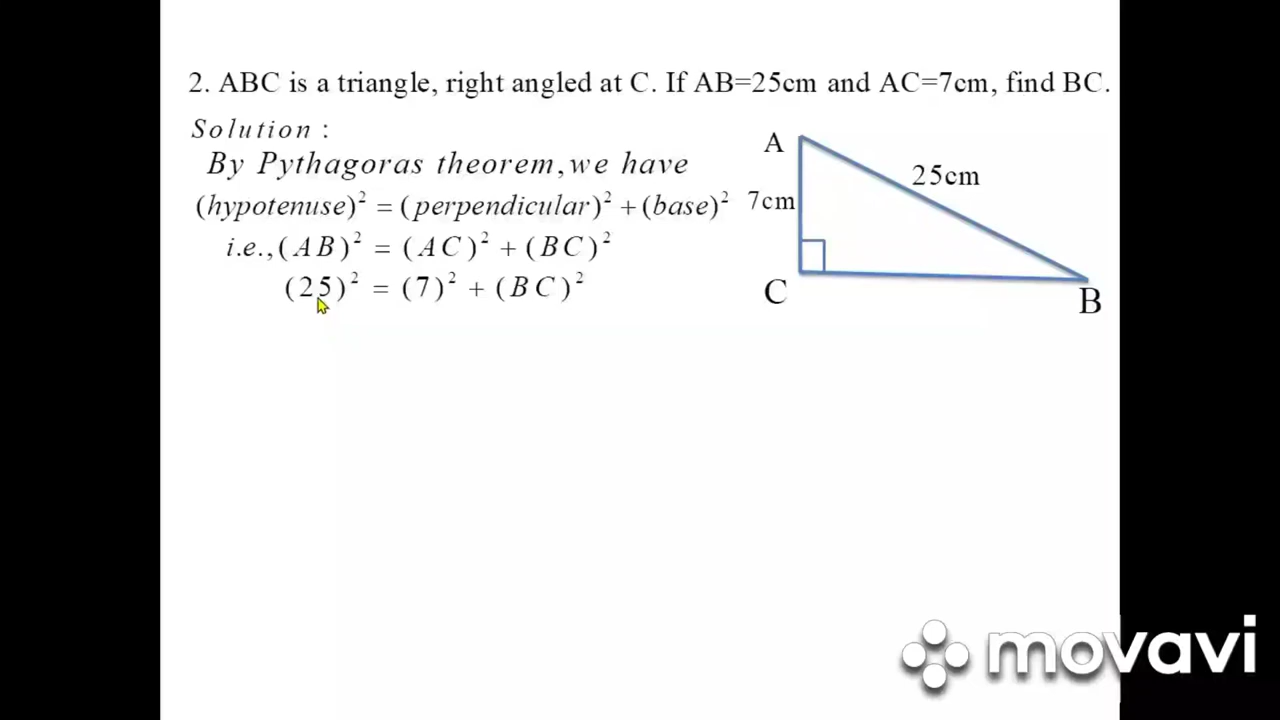 2. ABC is a triangle, right angled at C. If AB=25cm and AC=7cm, find BC.
Solution :
By Pythagoras theorem, we have
(hypotenuse)² = (perpendicular)² + (base)²
i.e., (AB)² = (AC)² + (BC)²
(25)² = (7)² + (BC)²
A
25cm
7cm
C
B
movavi